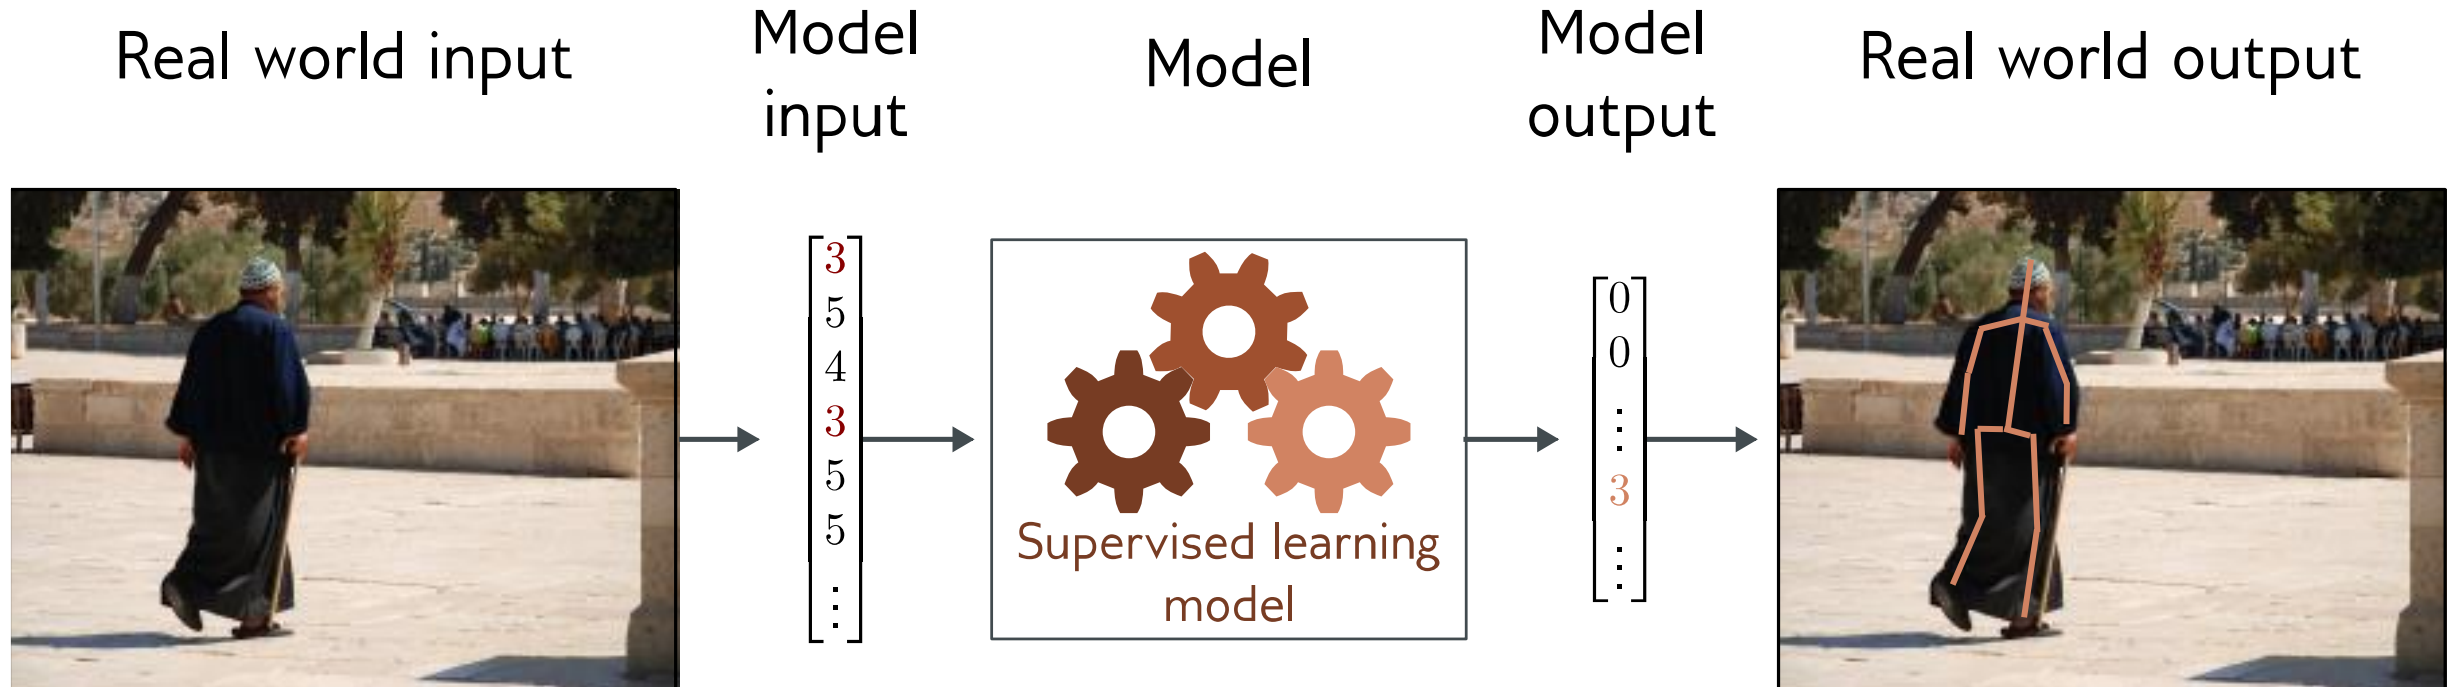 Real world input
Model
input
Model
Model
output
Real world output
3
5
4
3
5
5
⋮
Supervised learning
model
0
0
⋮
3
⋮